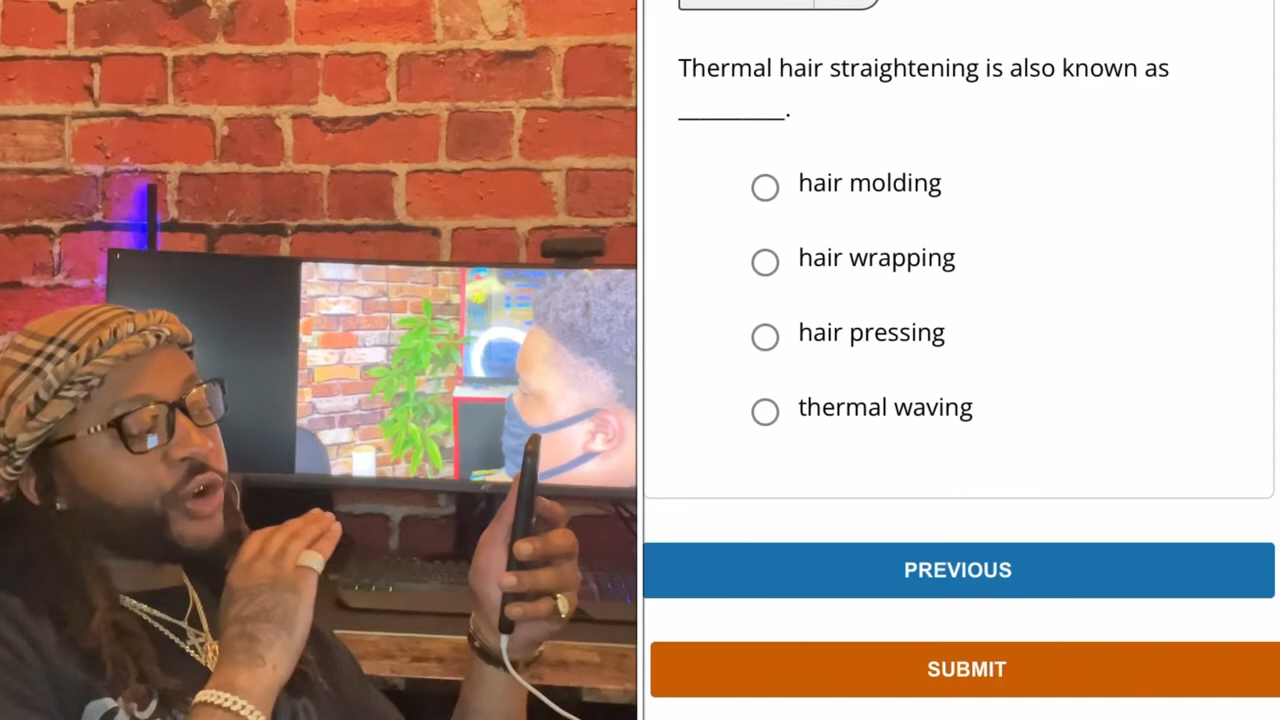 Thermal hair straightening is also known as
_________.
hair molding
hair wrapping
hair pressing
thermal waving
PREVIOUS
SUBMIT